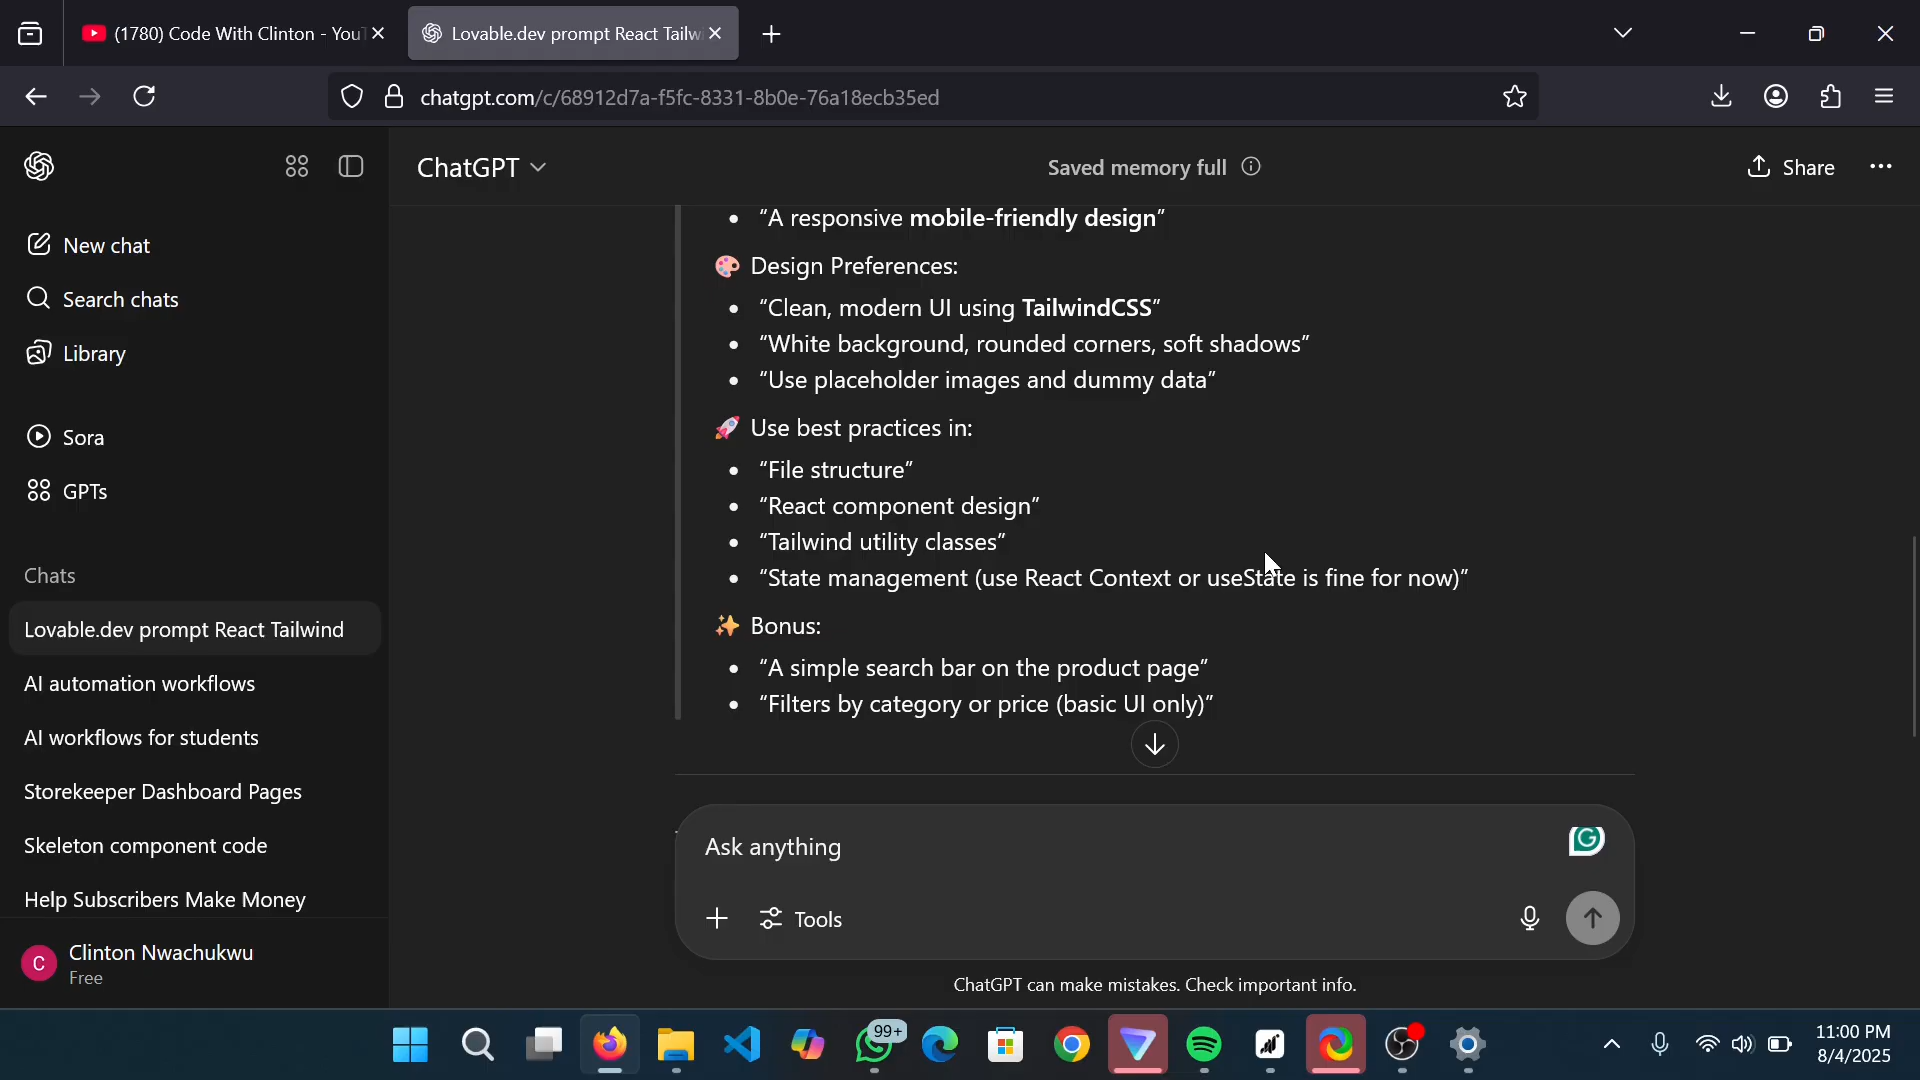 (1780) Code With Clinton - You
Lovable.dev prompt React Tailw
chatgpt.com/c/68912d7a-f5fc-8331-8b0e-76a18ecb35ed
ChatGPT
Saved memory full
Share
New chat
Search chats
Library
Sora
GPTs
Chats
Lovable.dev prompt React Tailwind
AI automation workflows
AI workflows for students
Storekeeper Dashboard Pages
Skeleton component code
Help Subscribers Make Money
C
Clinton Nwachukwu
Free
• “A responsive mobile-friendly design”
🎨 Design Preferences:
• “Clean, modern UI using TailwindCSS”
• “White background, rounded corners, soft shadows”
• “Use placeholder images and dummy data”
🚀 Use best practices in:
• “File structure”
• “React component design”
• “Tailwind utility classes”
• “State management (use React Context or useState is fine for now)”
✨ Bonus:
• “A simple search bar on the product page”
• “Filters by category or price (basic UI only)”
Ask anything
Tools
ChatGPT can make mistakes. Check important info.
99+
11:00 PM
8/4/2025